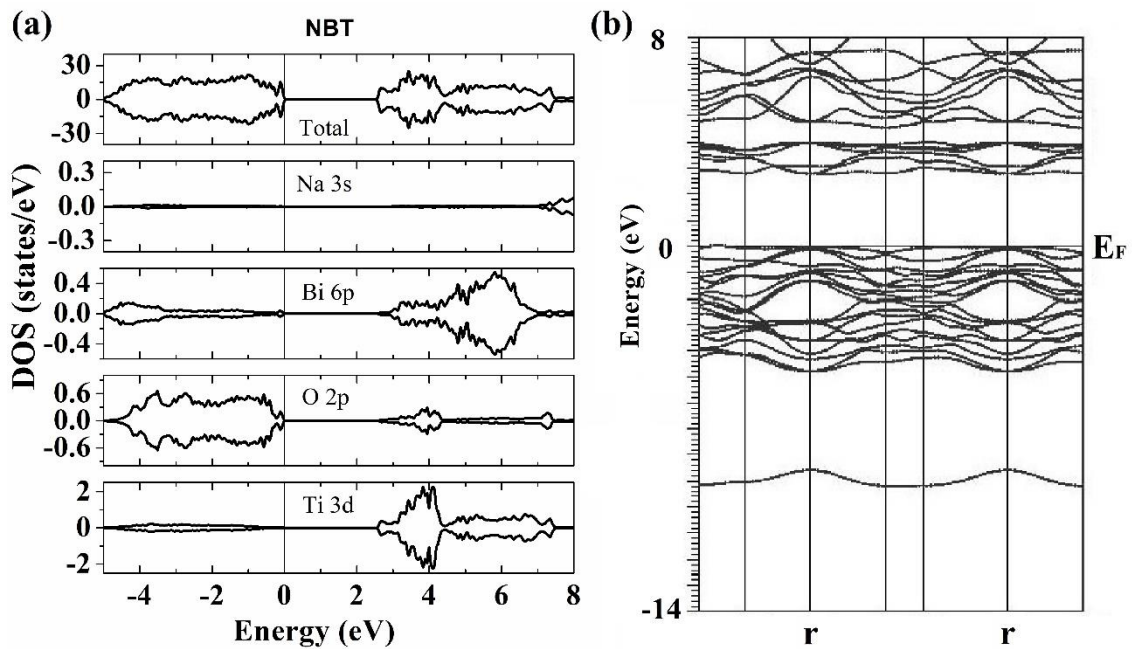 (a)
NBT
DOS (states/eV)
30
0
-30
Total
0.3
0.0
-0.3
Na 3s
0.4
0.0
-0.4
Bi 6p
0.6
0.0
-0.6
O 2p
2
0
-2
Ti 3d
-4 -2 0 2 4 6 8
Energy (eV)
(b)
8
0
-14
Energy (eV)
E_F
r r